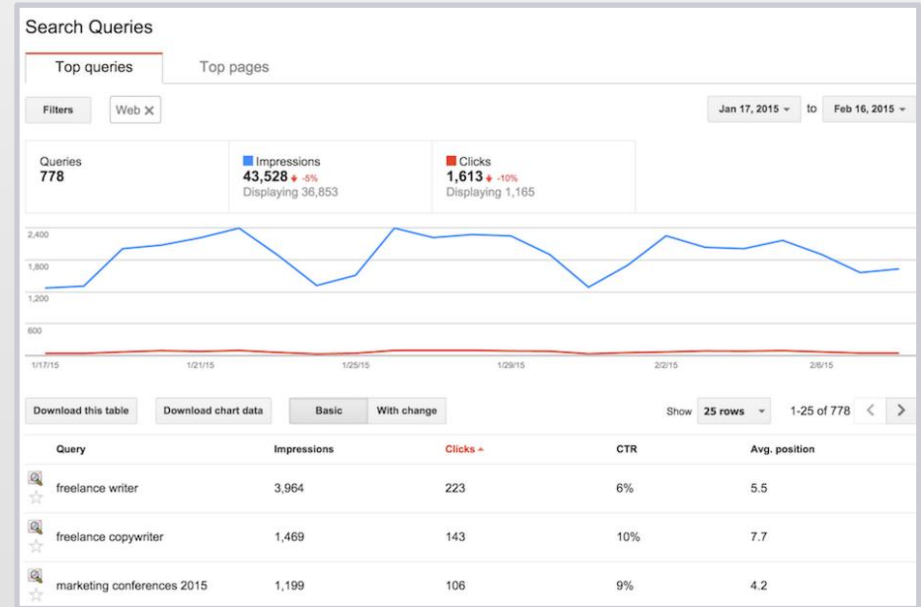 Search Queries
Top queries Top pages
Filters Web ✕ Jan 17, 2015 to Feb 16, 2015
Queries Impressions Clicks
778 43,528 -5% 1,613 -10%
Displaying 36,853 Displaying 1,165
2,400
1,800
1,200
600
1/17/15 1/21/15 1/25/15 1/29/15 2/2/15 2/6/15
Download this table Download chart data Basic With change Show 25 rows 1-25 of 778 < >
Query Impressions Clicks CTR Avg. position
freelance writer 3,964 223 6% 5.5
freelance copywriter 1,469 143 10% 7.7
marketing conferences 2015 1,199 106 9% 4.2